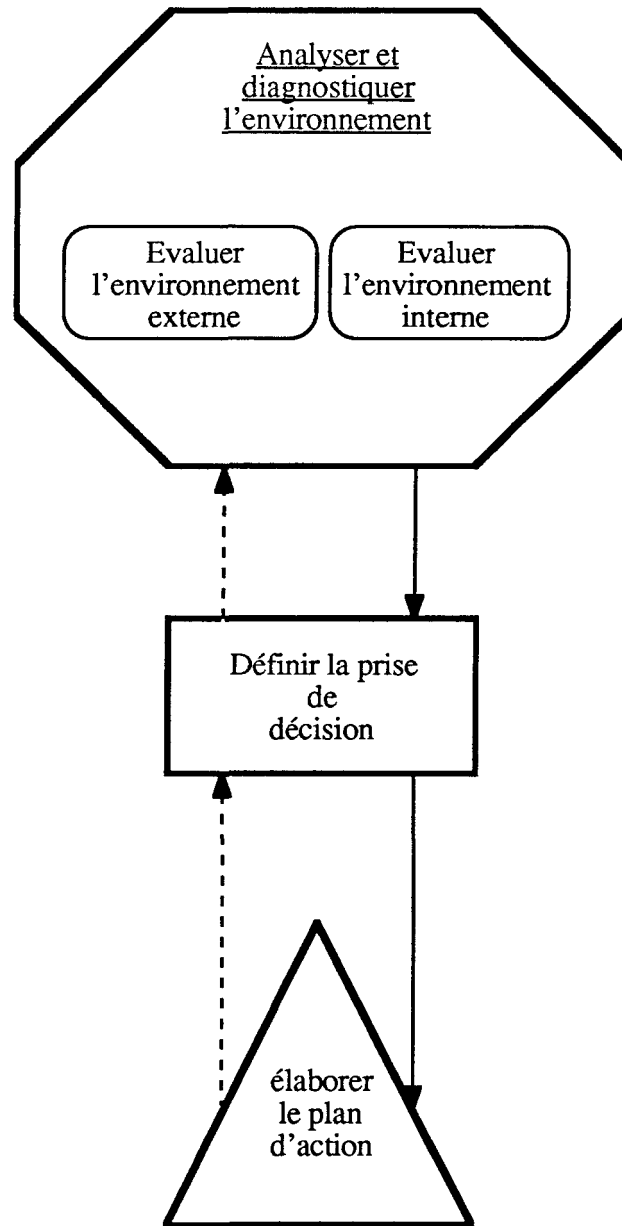 Analyser et
diagnostiquer
l'environnement
Evaluer
l'environnement
externe
Evaluer
l'environnement
interne
Définir la prise
de
décision
élaborer
le plan
d'action